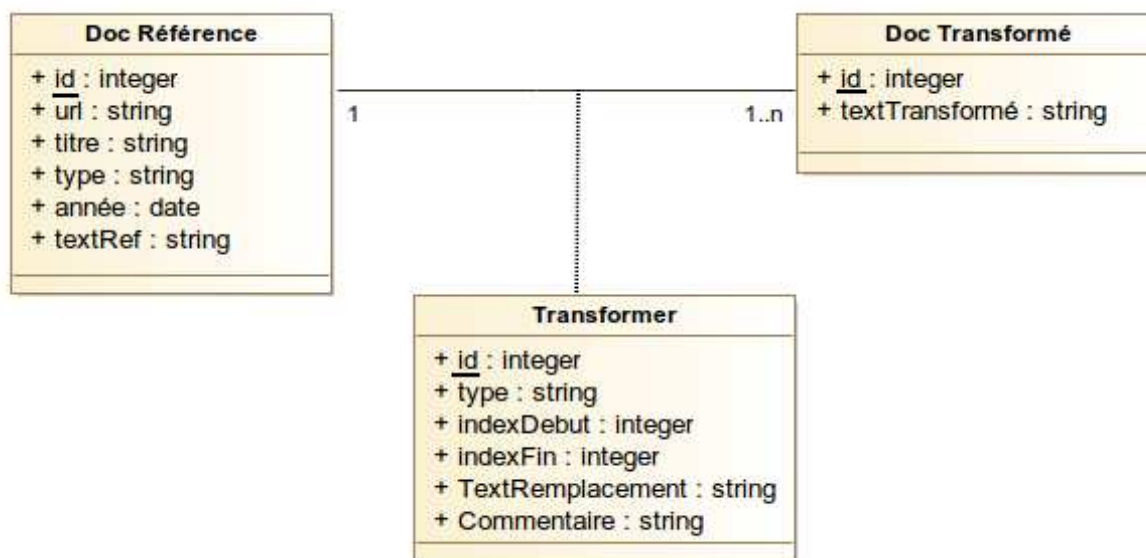 Doc Référence
+ id : integer
+ url : string
+ titre : string
+ type : string
+ année : date
+ textRef : string
1
1..n
Doc Transformé
+ id : integer
+ textTransformé : string
Transformer
+ id : integer
+ type : string
+ indexDebut : integer
+ indexFin : integer
+ TextRemplacement : string
+ Commentaire : string